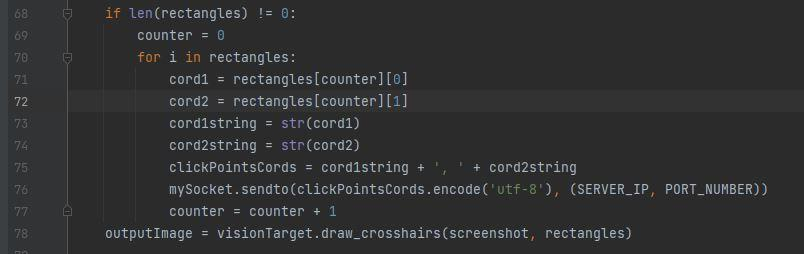 68 if len(rectangles) != 0:
69 counter = 0
70 for i in rectangles:
71 cord1 = rectangles[counter][0]
72 cord2 = rectangles[counter][1]
73 cord1string = str(cord1)
74 cord2string = str(cord2)
75 clickPointsCords = cord1string + ', ' + cord2string
76 mySocket.sendto(clickPointsCords.encode('utf-8'), (SERVER_IP, PORT_NUMBER))
77 counter = counter + 1
78 outputImage = visionTarget.draw_crosshairs(screenshot, rectangles)